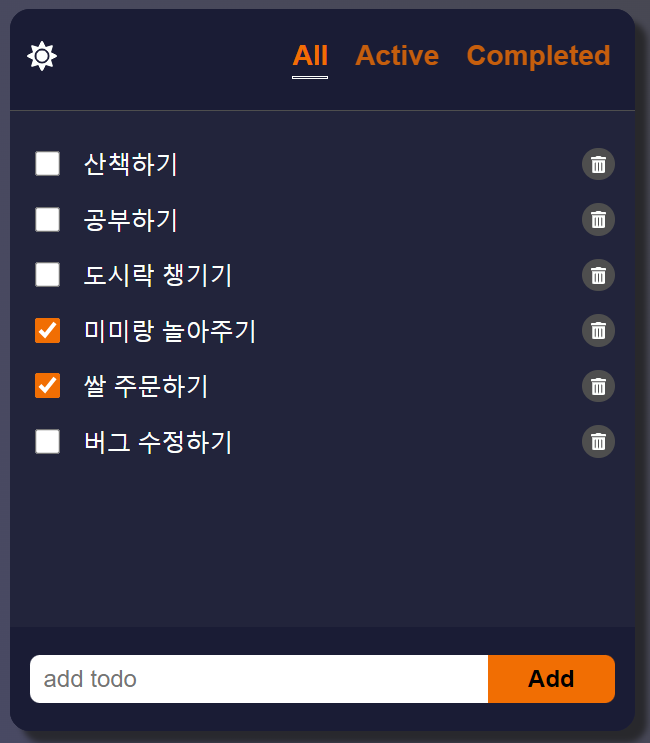 All Active Completed
산책하기
공부하기
도시락 챙기기
미미랑 놀아주기
쌀 주문하기
버그 수정하기
add todo Add